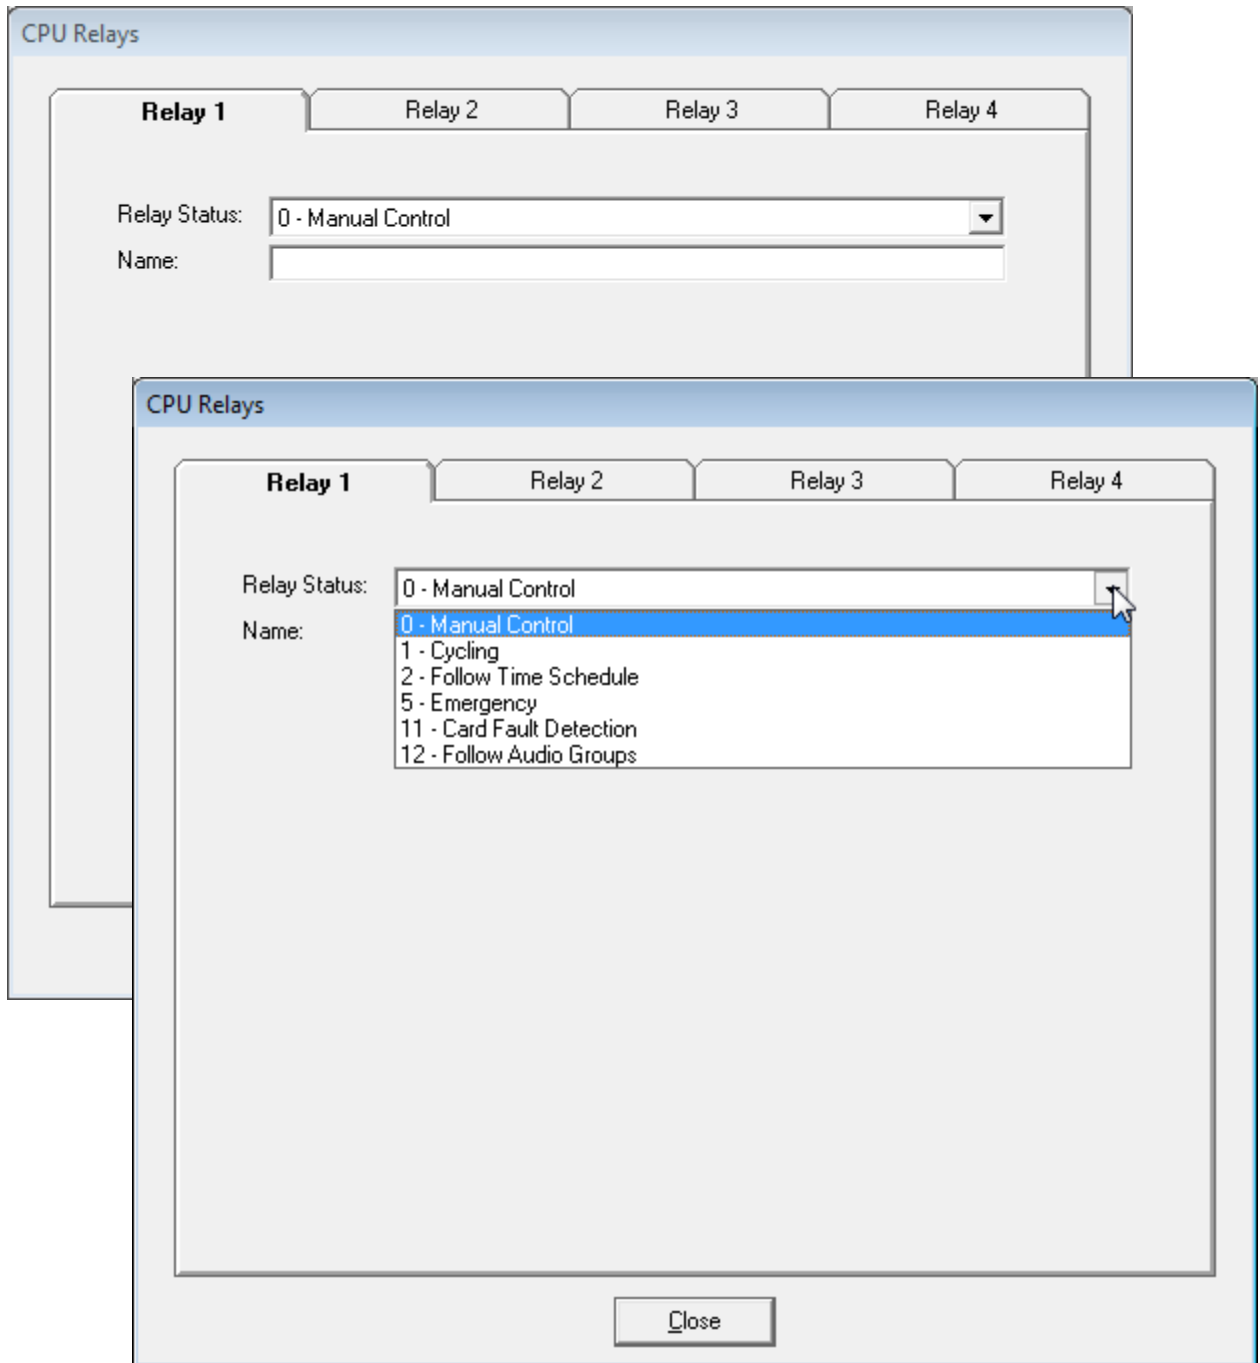 CPU Relays
Relay 1
Relay 2
Relay 3
Relay 4
Relay Status:
0 - Manual Control
Name:
CPU Relays
Relay 1
Relay 2
Relay 3
Relay 4
Relay Status:
0 - Manual Control
Name:
0 - Manual Control
1 - Cycling
2 - Follow Time Schedule
5 - Emergency
11 - Card Fault Detection
12 - Follow Audio Groups
Close